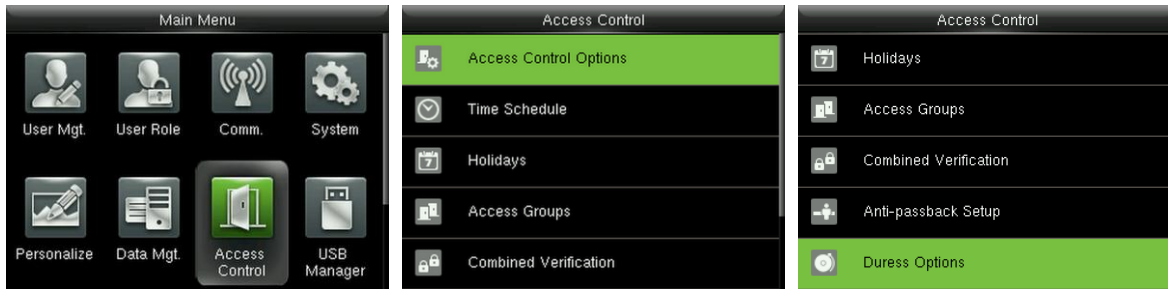 Main Menu
User Mgt.
User Role
Comm.
System
Personalize
Data Mgt.
Access
Control
USB
Manager
Access Control
Access Control Options
Time Schedule
7
Holidays
Access Groups
Combined Verification
Access Control
7
Holidays
Access Groups
Combined Verification
Anti-passback Setup
Duress Options